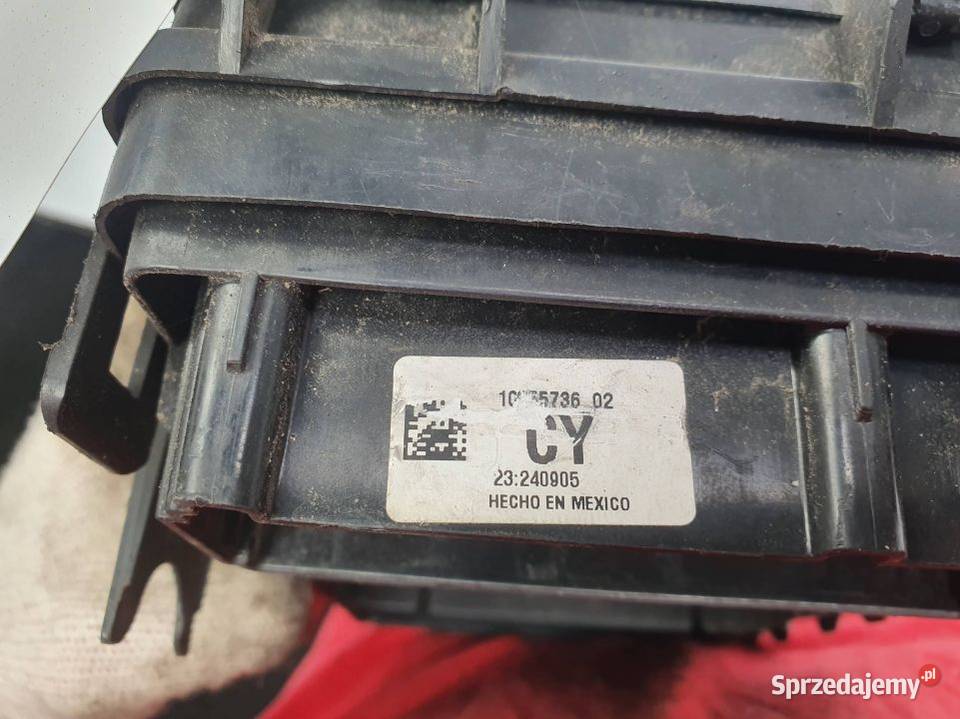 02
CY
23:240905
HECHO EN MEXICO
Sprzedajemy.pl